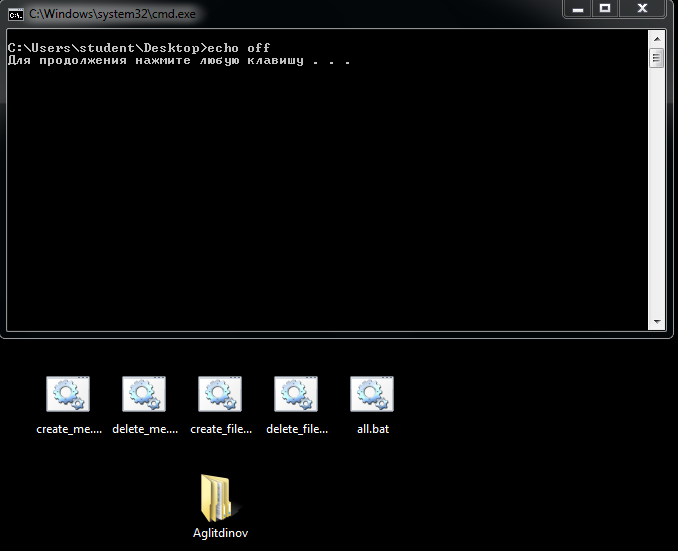 C:\Windows\system32\cmd.exe
C:\Users\student\Desktop>echo off
Для продолжения нажмите любую клавишу . . .
create_me....
delete_me....
create_file...
delete_file...
all.bat
Aglitdinov